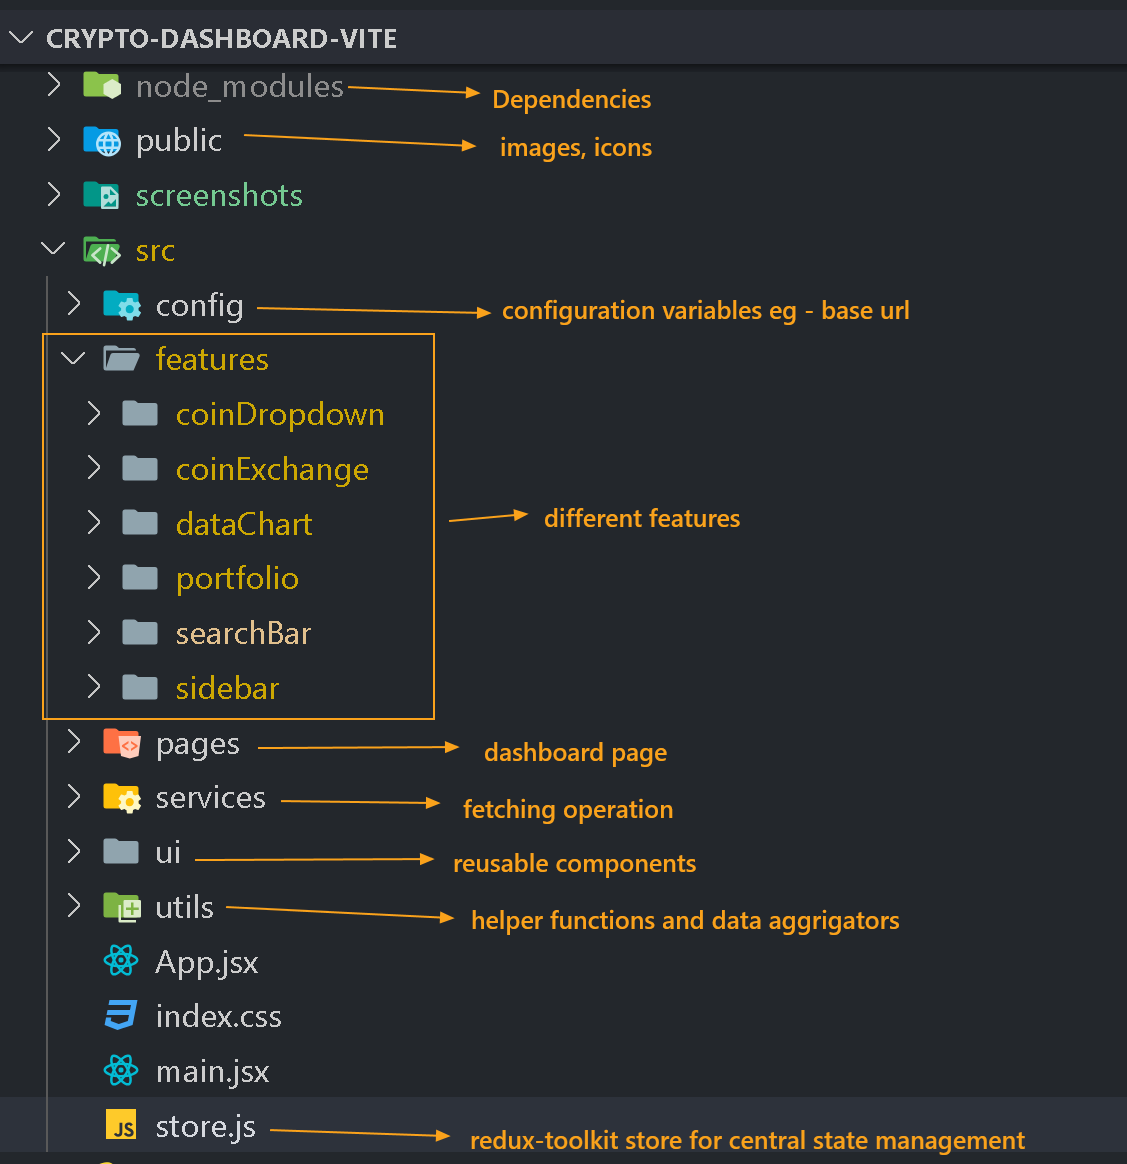 CRYPTO-DASHBOARD-VITE
node_modules Dependencies
public images, icons
screenshots
src
config configuration variables eg - base url
features
coinDropdown
coinExchange
dataChart different features
portfolio
searchBar
sidebar
pages dashboard page
services fetching operation
ui reusable components
utils helper functions and data aggrigators
App.jsx
index.css
main.jsx
JS store.js redux-toolkit store for central state management